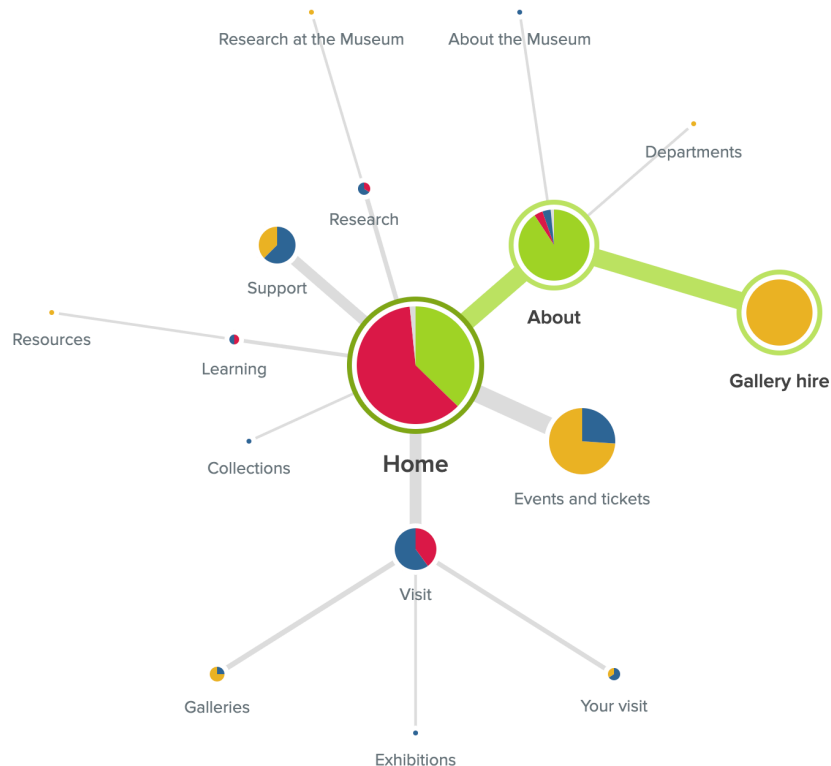 Research at the Museum
About the Museum
Departments
Research
Support
About
Resources
Learning
Gallery hire
Home
Collections
Events and tickets
Visit
Galleries
Your visit
Exhibitions